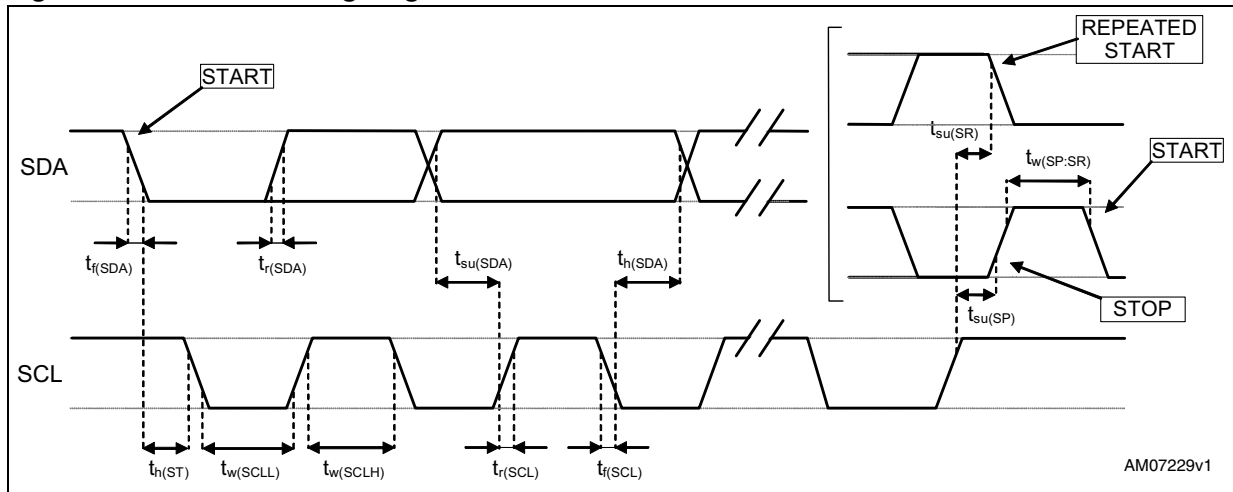 REPEATED
START
START
t_su(SR)
t_w(SP:SR)
START
SDA
t_f(SDA)
t_r(SDA)
t_su(SDA)
t_h(SDA)
t_su(SP)
STOP
SCL
t_h(ST)
t_w(SCLL)
t_w(SCLH)
t_r(SCL)
t_f(SCL)
AM07229v1